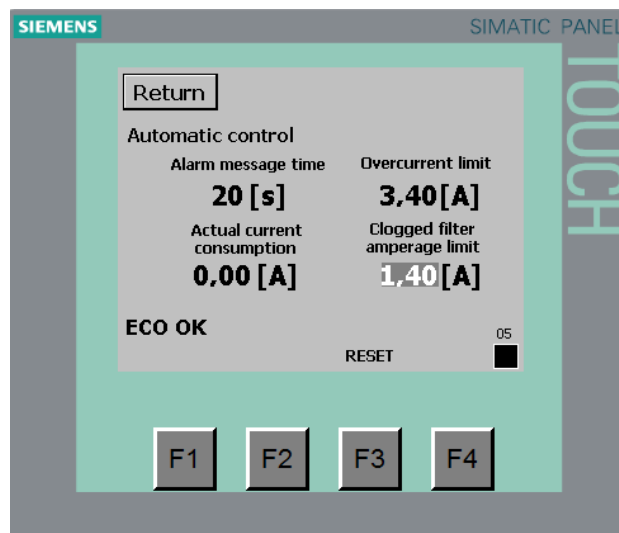 SIEMENS
SIMATIC PANEL
TOUCH
Return
Automatic control
Alarm message time
Overcurrent limit
20 [s]
3,40[A]
Actual current
consumption
Clogged filter
amperage limit
0,00 [A]
1,40 [A]
ECO OK
05
RESET
F1
F2
F3
F4